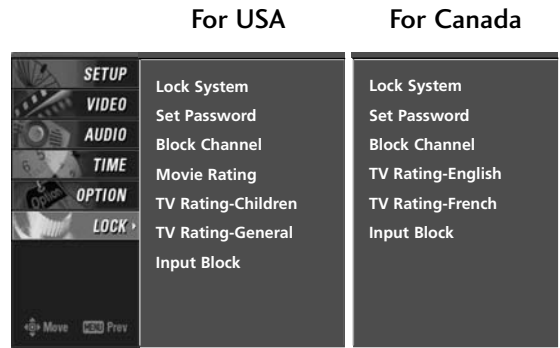 For USA
For Canada
SETUP
VIDEO
AUDIO
TIME
OPTION
LOCK
Move MENU Prev
Lock System
Set Password
Block Channel
Movie Rating
TV Rating-Children
TV Rating-General
Input Block
Lock System
Set Password
Block Channel
TV Rating-English
TV Rating-French
Input Block